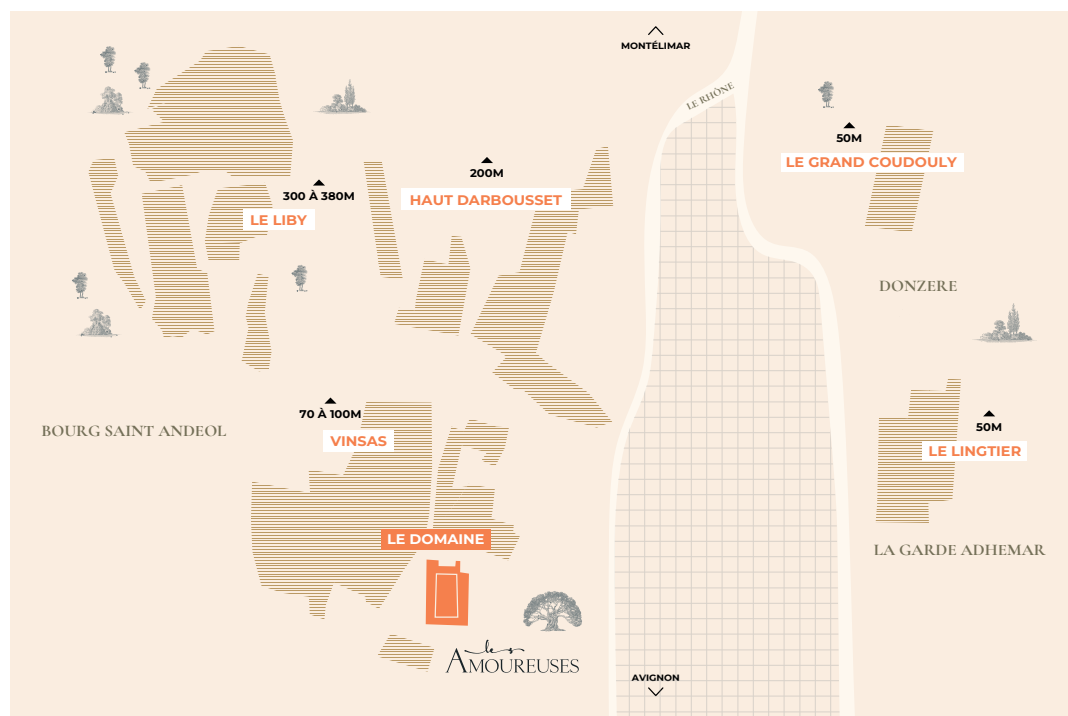 MONTÉLIMAR
LE RHÔNE
50M
LE GRAND COUDOULY
200M
HAUT DARBOUSSET
300 À 380M
LE LIBY
DONZERE
70 À 100M
VINSAS
BOURG SAINT ANDEOL
50M
LE LINGTIER
LE DOMAINE
LA GARDE ADHEMAR
les
AMOUREUSES
AVIGNON